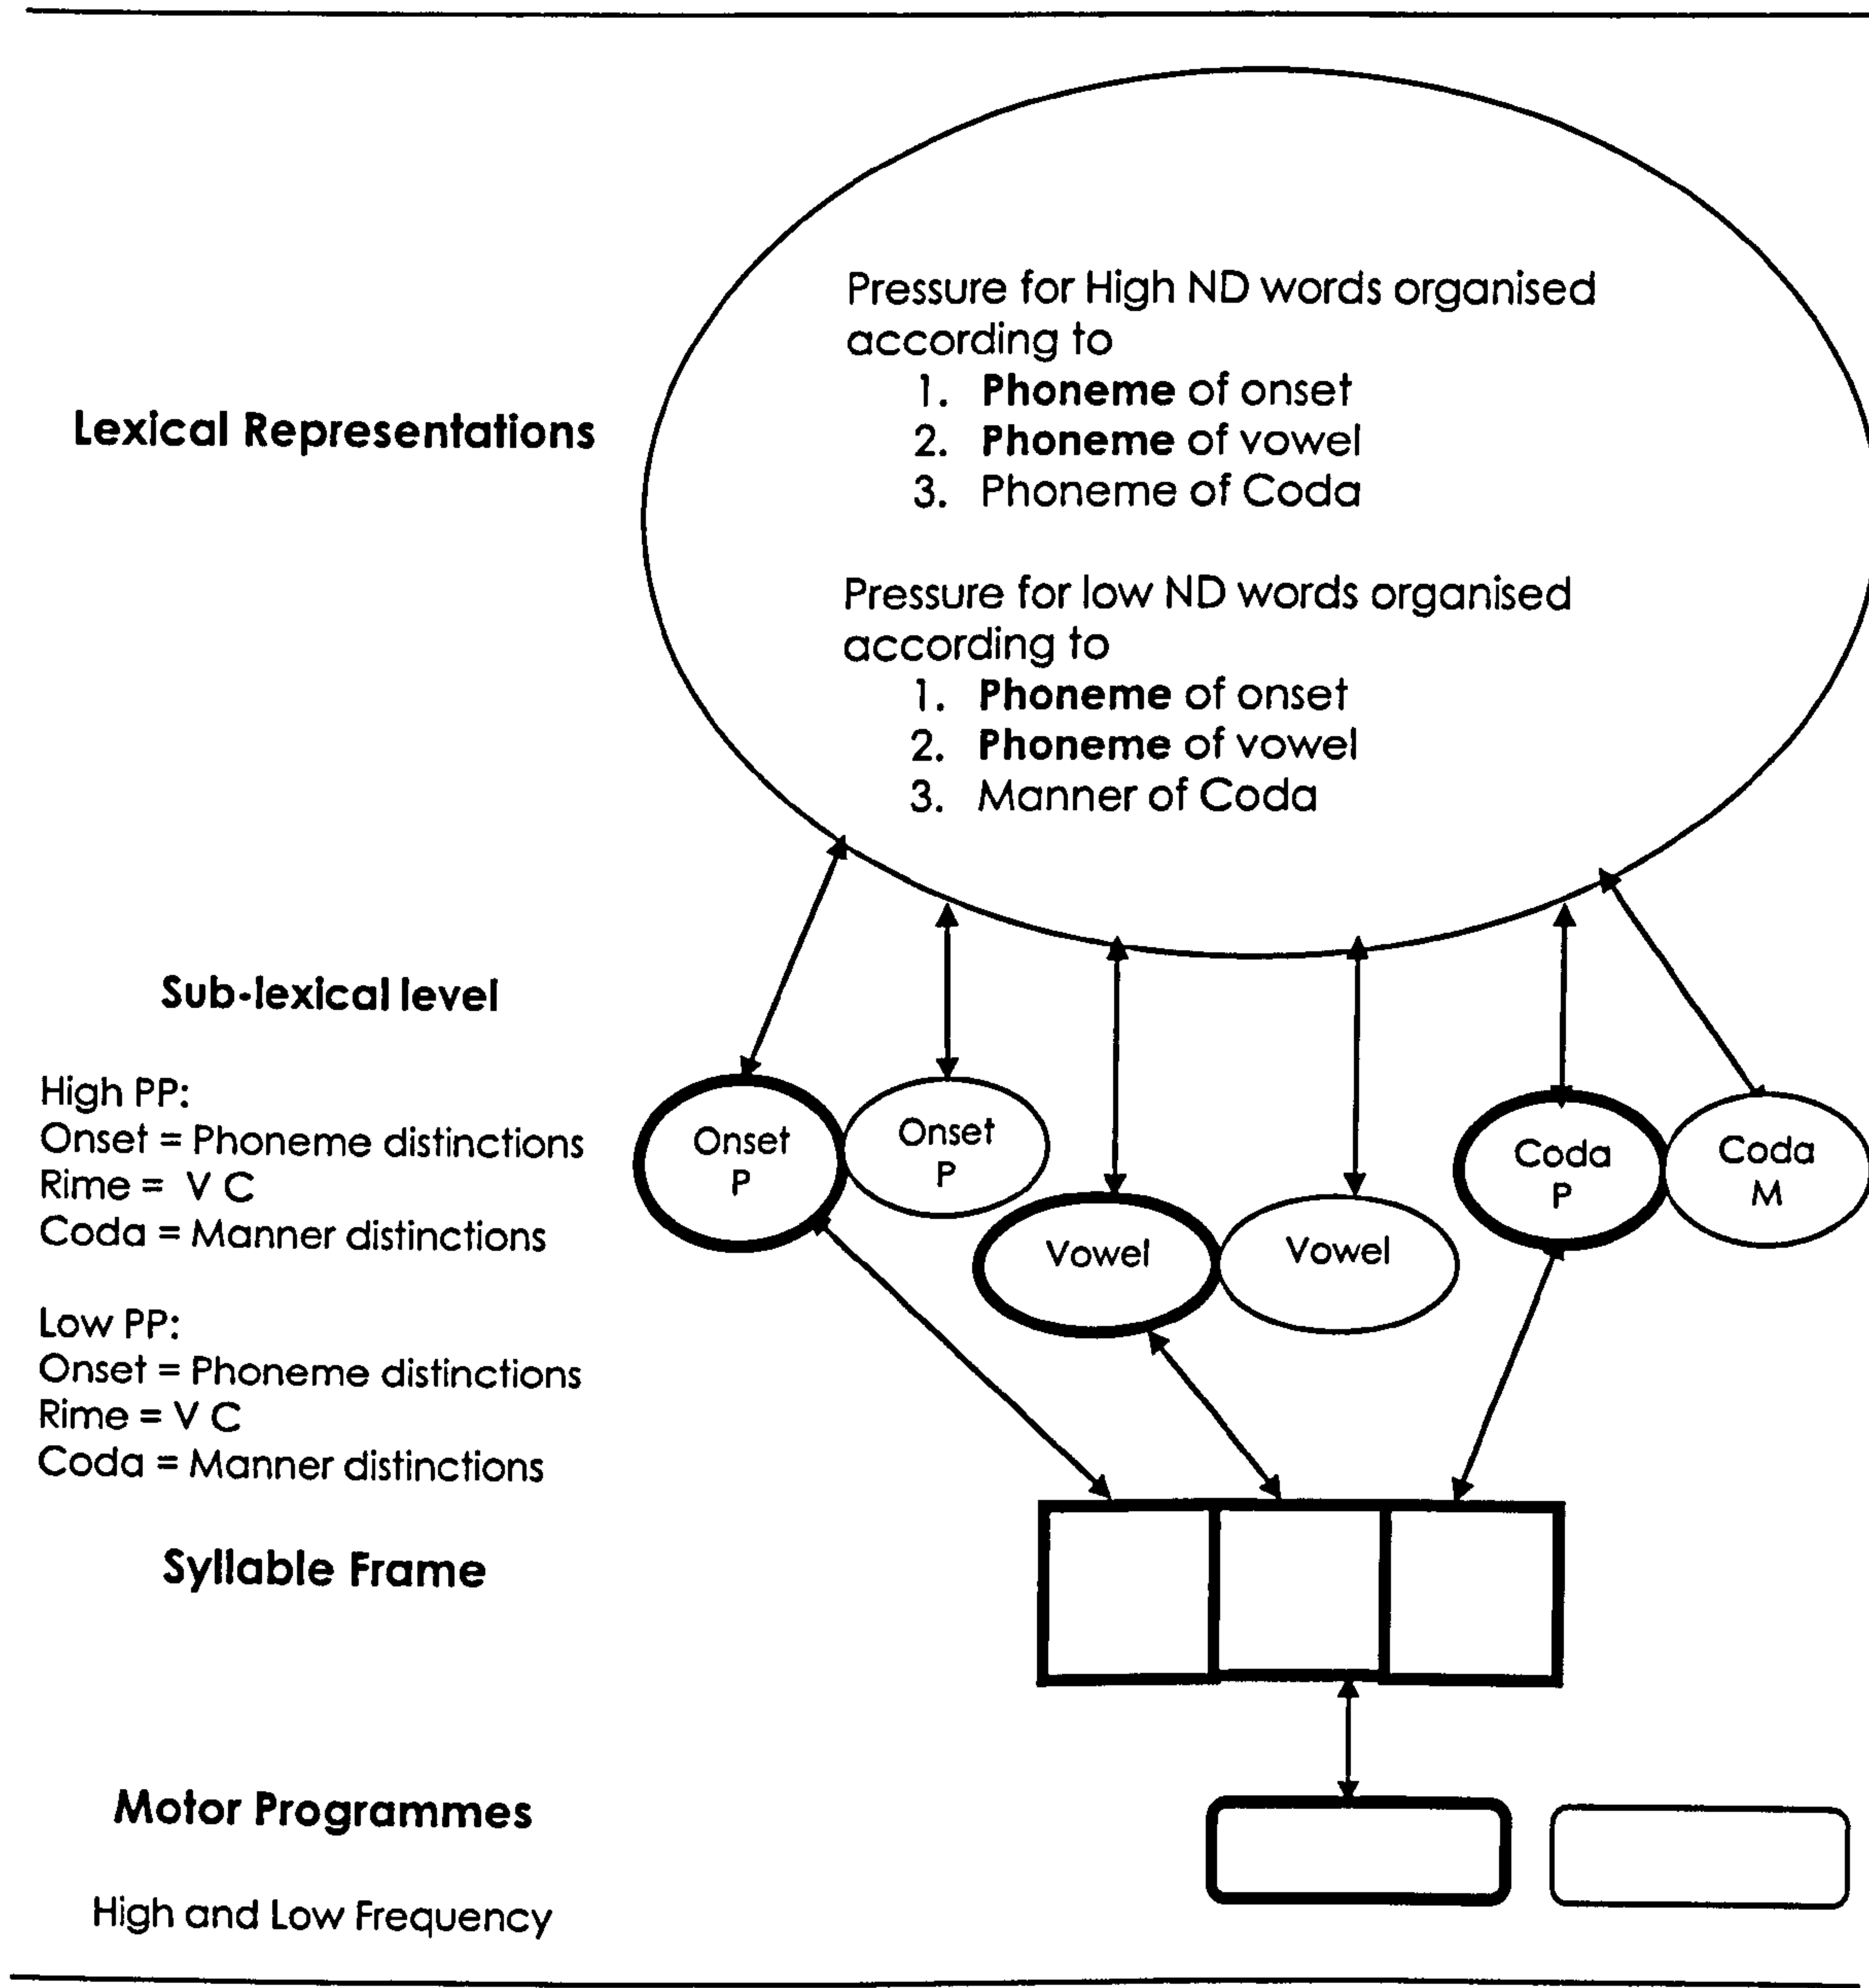 Pressure for High ND words organised
according to
1. Phoneme of onset
2. Phoneme of vowel
3. Phoneme of Coda
Lexical Representations
Pressure for low ND words organised
according to
1. Phoneme of onset
2. Phoneme of vowel
3. Manner of Coda
Sub-lexical level
High PP:
Onset = Phoneme distinctions
Rime = V C
Coda = Manner distinctions
Low PP:
Onset = Phoneme distinctions
Rime = V C
Coda = Manner distinctions
Onset
P
Onset
P
Vowel
Vowel
Coda
P
Coda
M
Syllable Frame
Motor Programmes
High and Low Frequency